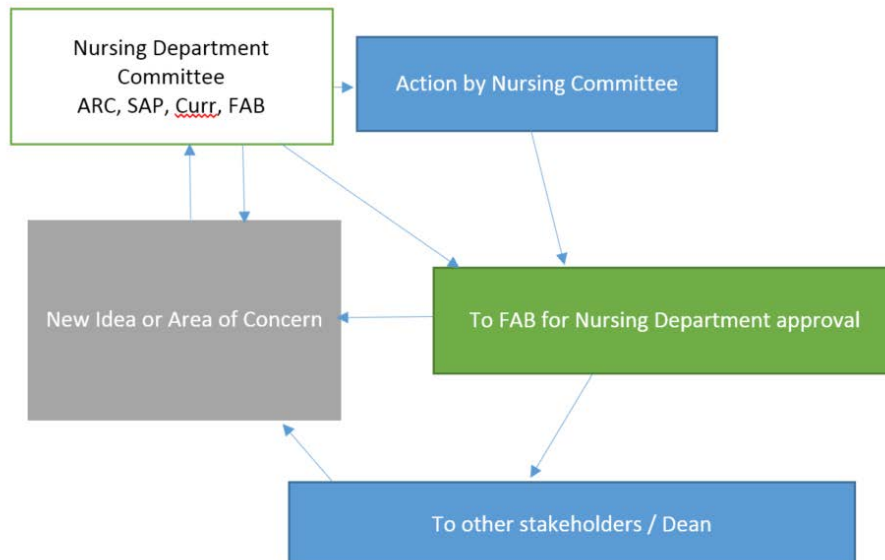 Nursing Department
Committee
ARC, SAP, Curr, FAB
Action by Nursing Committee
New Idea or Area of Concern
To FAB for Nursing Department approval
To other stakeholders / Dean